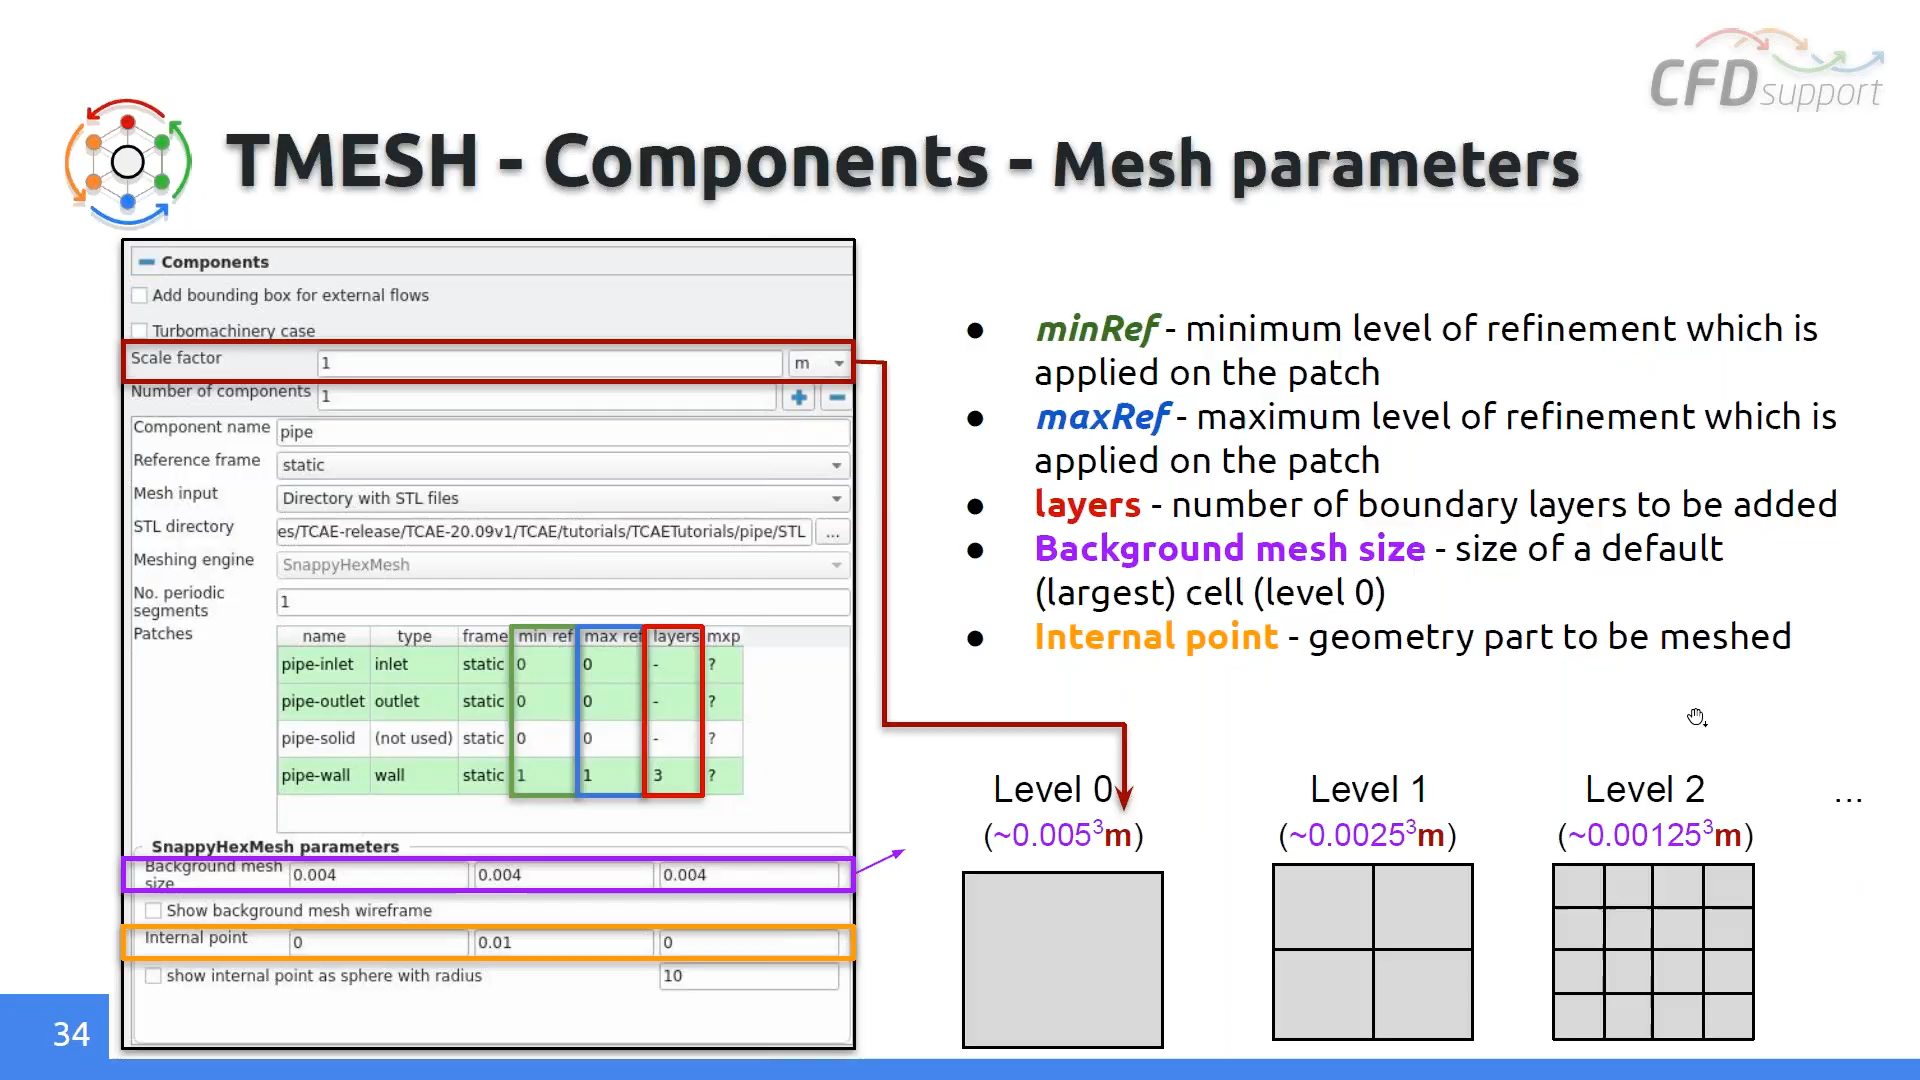 CFDsupport
TMESH - Components - Mesh parameters
Components
Add bounding box for external flows
Turbomachinery case
Scale factor 1 m
Number of components 1
Component name pipe
Reference frame static
Mesh input Directory with STL files
STL directory es/TCAE-release/TCAE-20.09v1/TCAE/tutorials/TCAETutorials/pipe/STL ...
Meshing engine SnappyHexMesh
No. periodic
segments 1
Patches
name type frame min ref max ref layers mxp
pipe-inlet inlet static 0 0 - ?
pipe-outlet outlet static 0 0 - ?
pipe-solid (not used) static 0 0 - ?
pipe-wall wall static 1 1 3 ?
SnappyHexMesh parameters
Background mesh
size 0.004 0.004 0.004
Show background mesh wireframe
Internal point 0 0.01 0
show internal point as sphere with radius 10
● minRef - minimum level of refinement which is
applied on the patch
● maxRef - maximum level of refinement which is
applied on the patch
● layers - number of boundary layers to be added
● Background mesh size - size of a default
(largest) cell (level 0)
● Internal point - geometry part to be meshed
Level 0 Level 1 Level 2 ...
(~0.005³m) (~0.0025³m) (~0.00125³m)
34